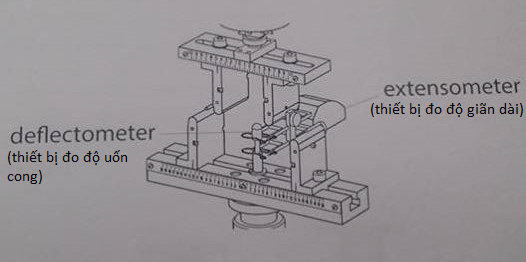 extensometer
(thiết bị đo độ giãn dài)
deflectometer
(thiết bị đo độ uốn
cong)